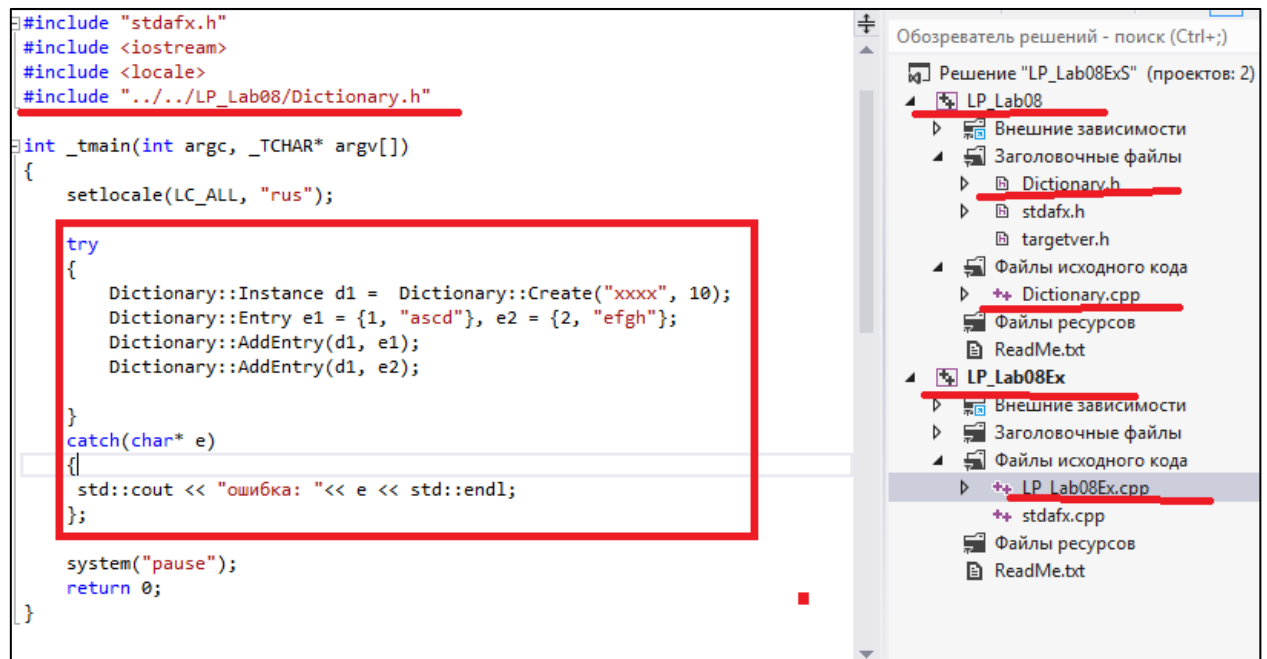 #include "stdafx.h"
#include <iostream>
#include <locale>
#include "../../LP_Lab08/Dictionary.h"
int _tmain(int argc, _TCHAR* argv[])
{
setlocale(LC_ALL, "rus");
try
{
Dictionary::Instance d1 =  Dictionary::Create("xxxx", 10);
Dictionary::Entry e1 = {1, "ascd"}, e2 = {2, "efgh"};
Dictionary::AddEntry(d1, e1);
Dictionary::AddEntry(d1, e2);
}
catch(char* e)
{
std::cout << "ошибка: "<< e << std::endl;
};
system("pause");
return 0;
}
Обозреватель решений - поиск (Ctrl+;)
Решение "LP_Lab08ExS" (проектов: 2)
LP_Lab08
Внешние зависимости
Заголовочные файлы
Dictionary.h
stdafx.h
targetver.h
Файлы исходного кода
Dictionary.cpp
Файлы ресурсов
ReadMe.txt
LP_Lab08Ex
Внешние зависимости
Заголовочные файлы
Файлы исходного кода
LP_Lab08Ex.cpp
stdafx.cpp
Файлы ресурсов
ReadMe.txt